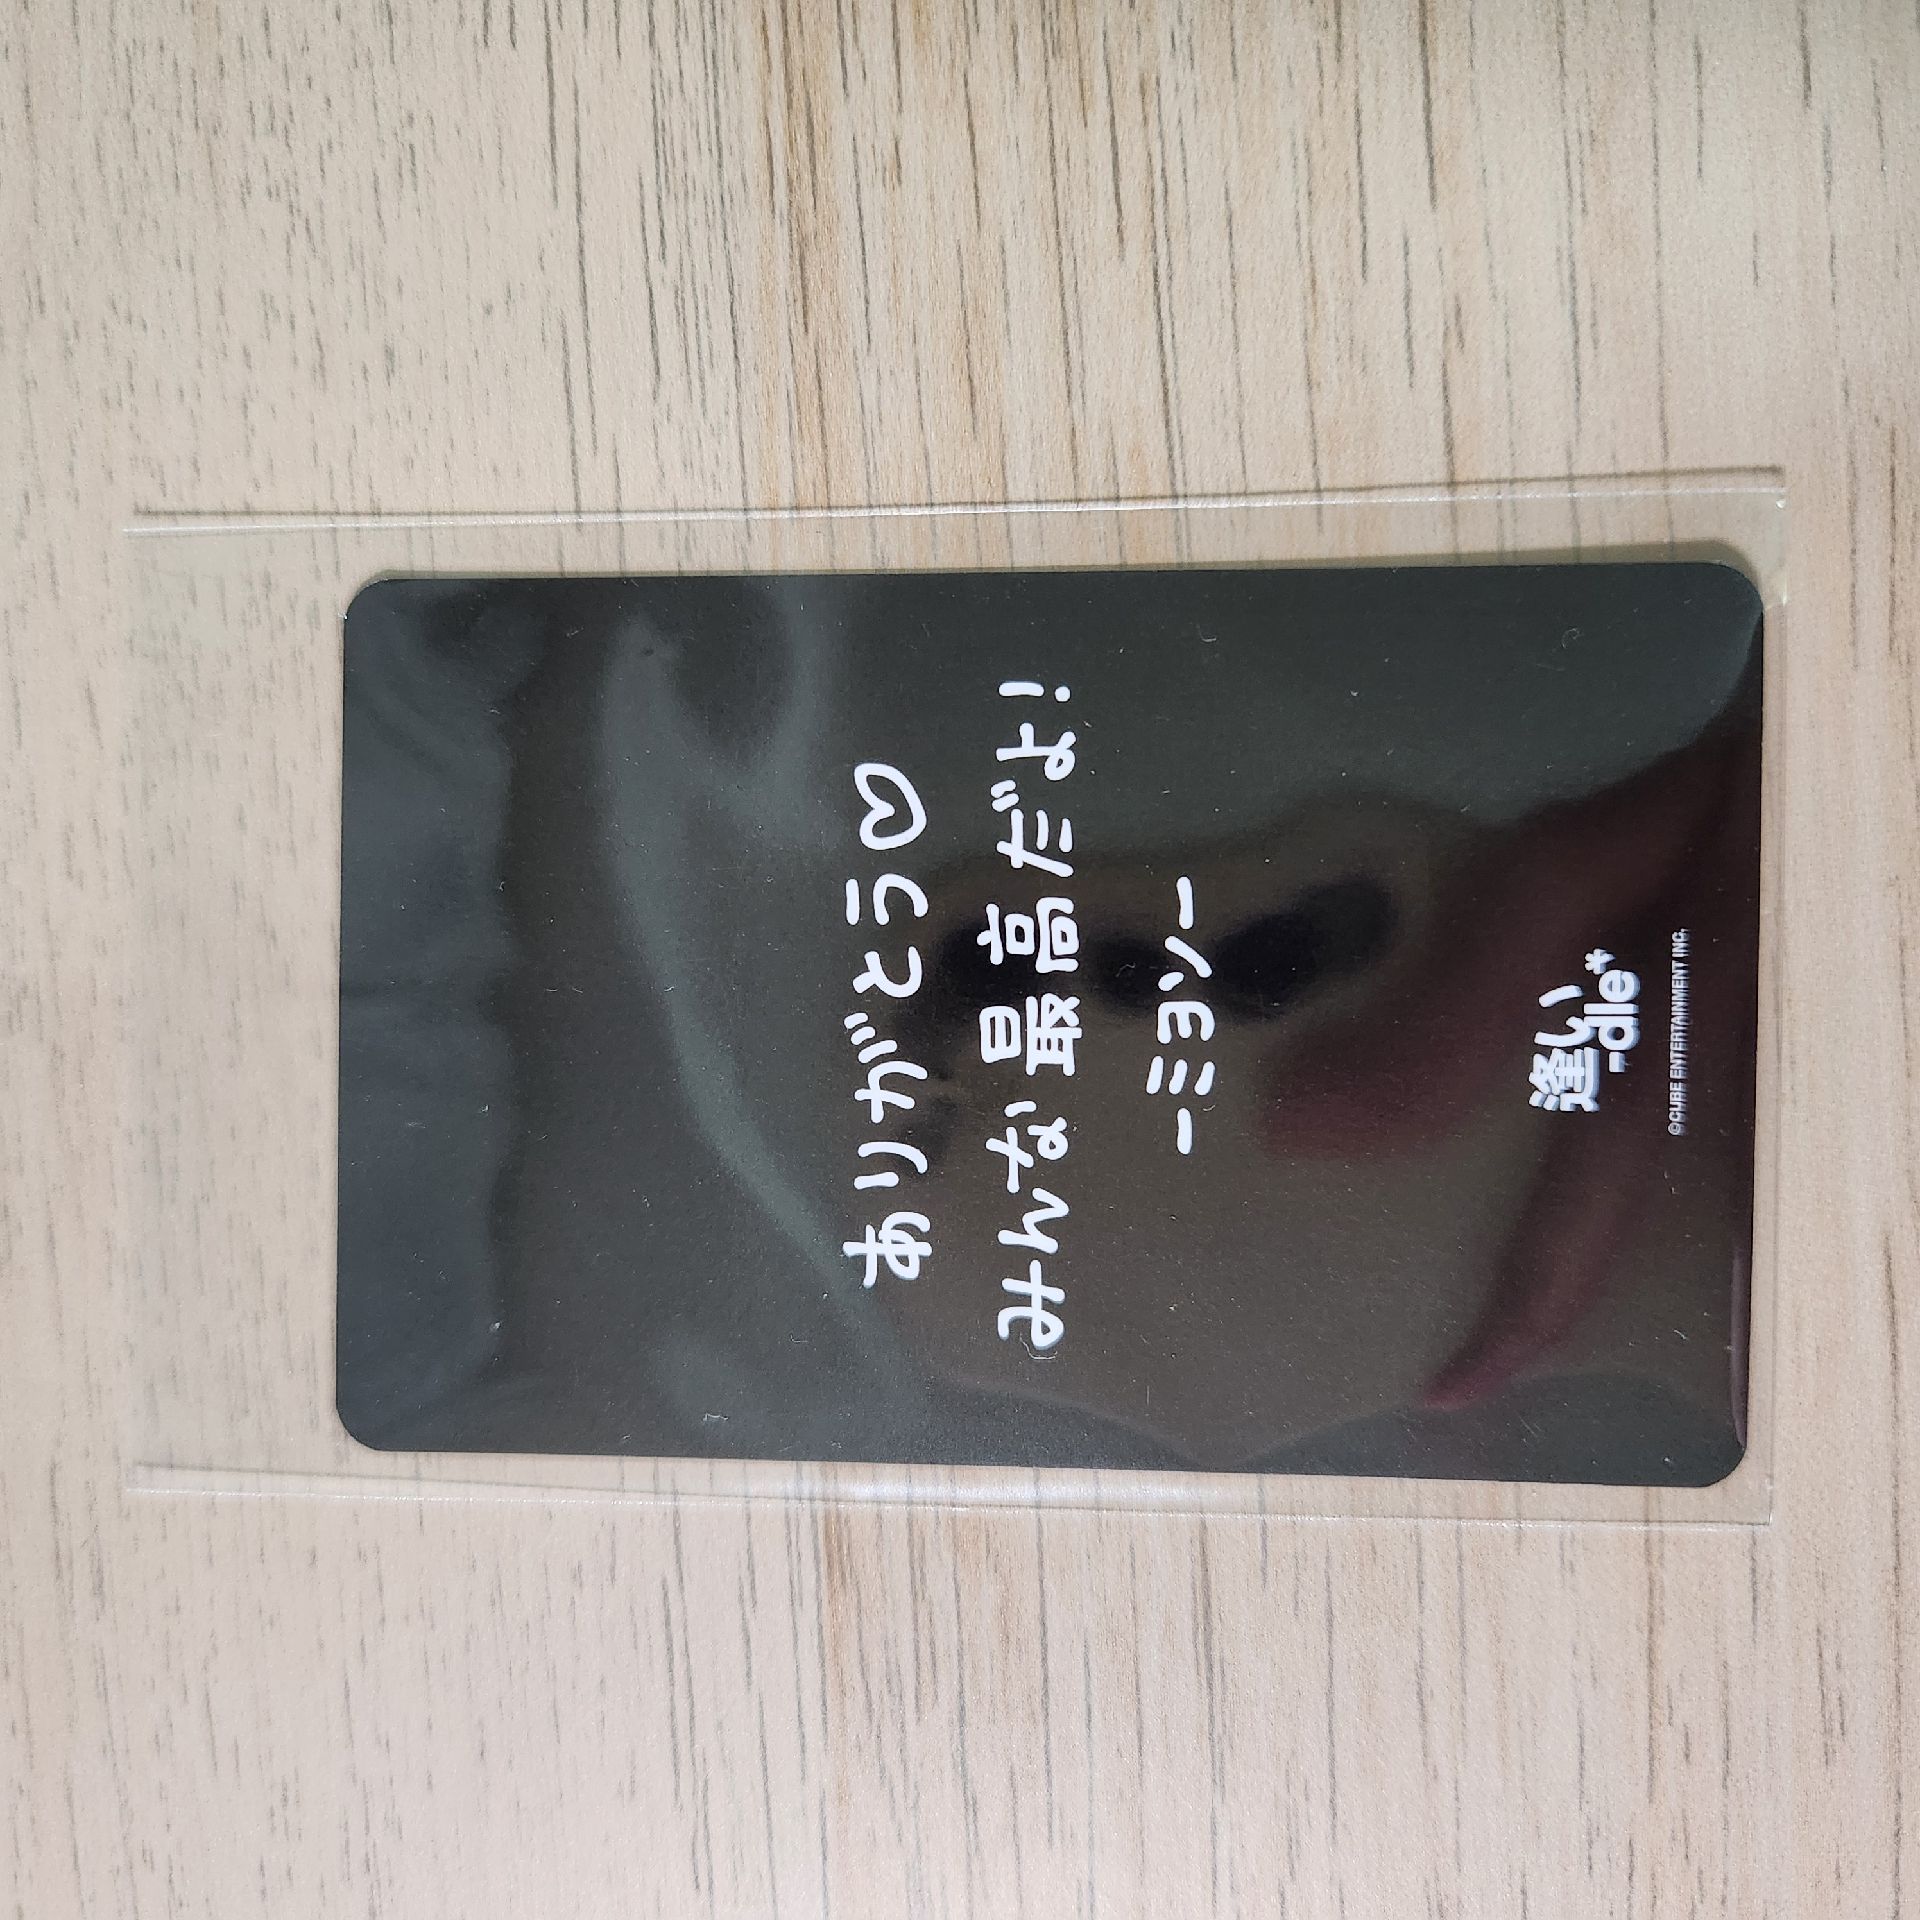 ありがとう♡
みんな最高だよ!
-ミヨンー
逢い
-dle*
©CUBE ENTERTAINMENT INC.